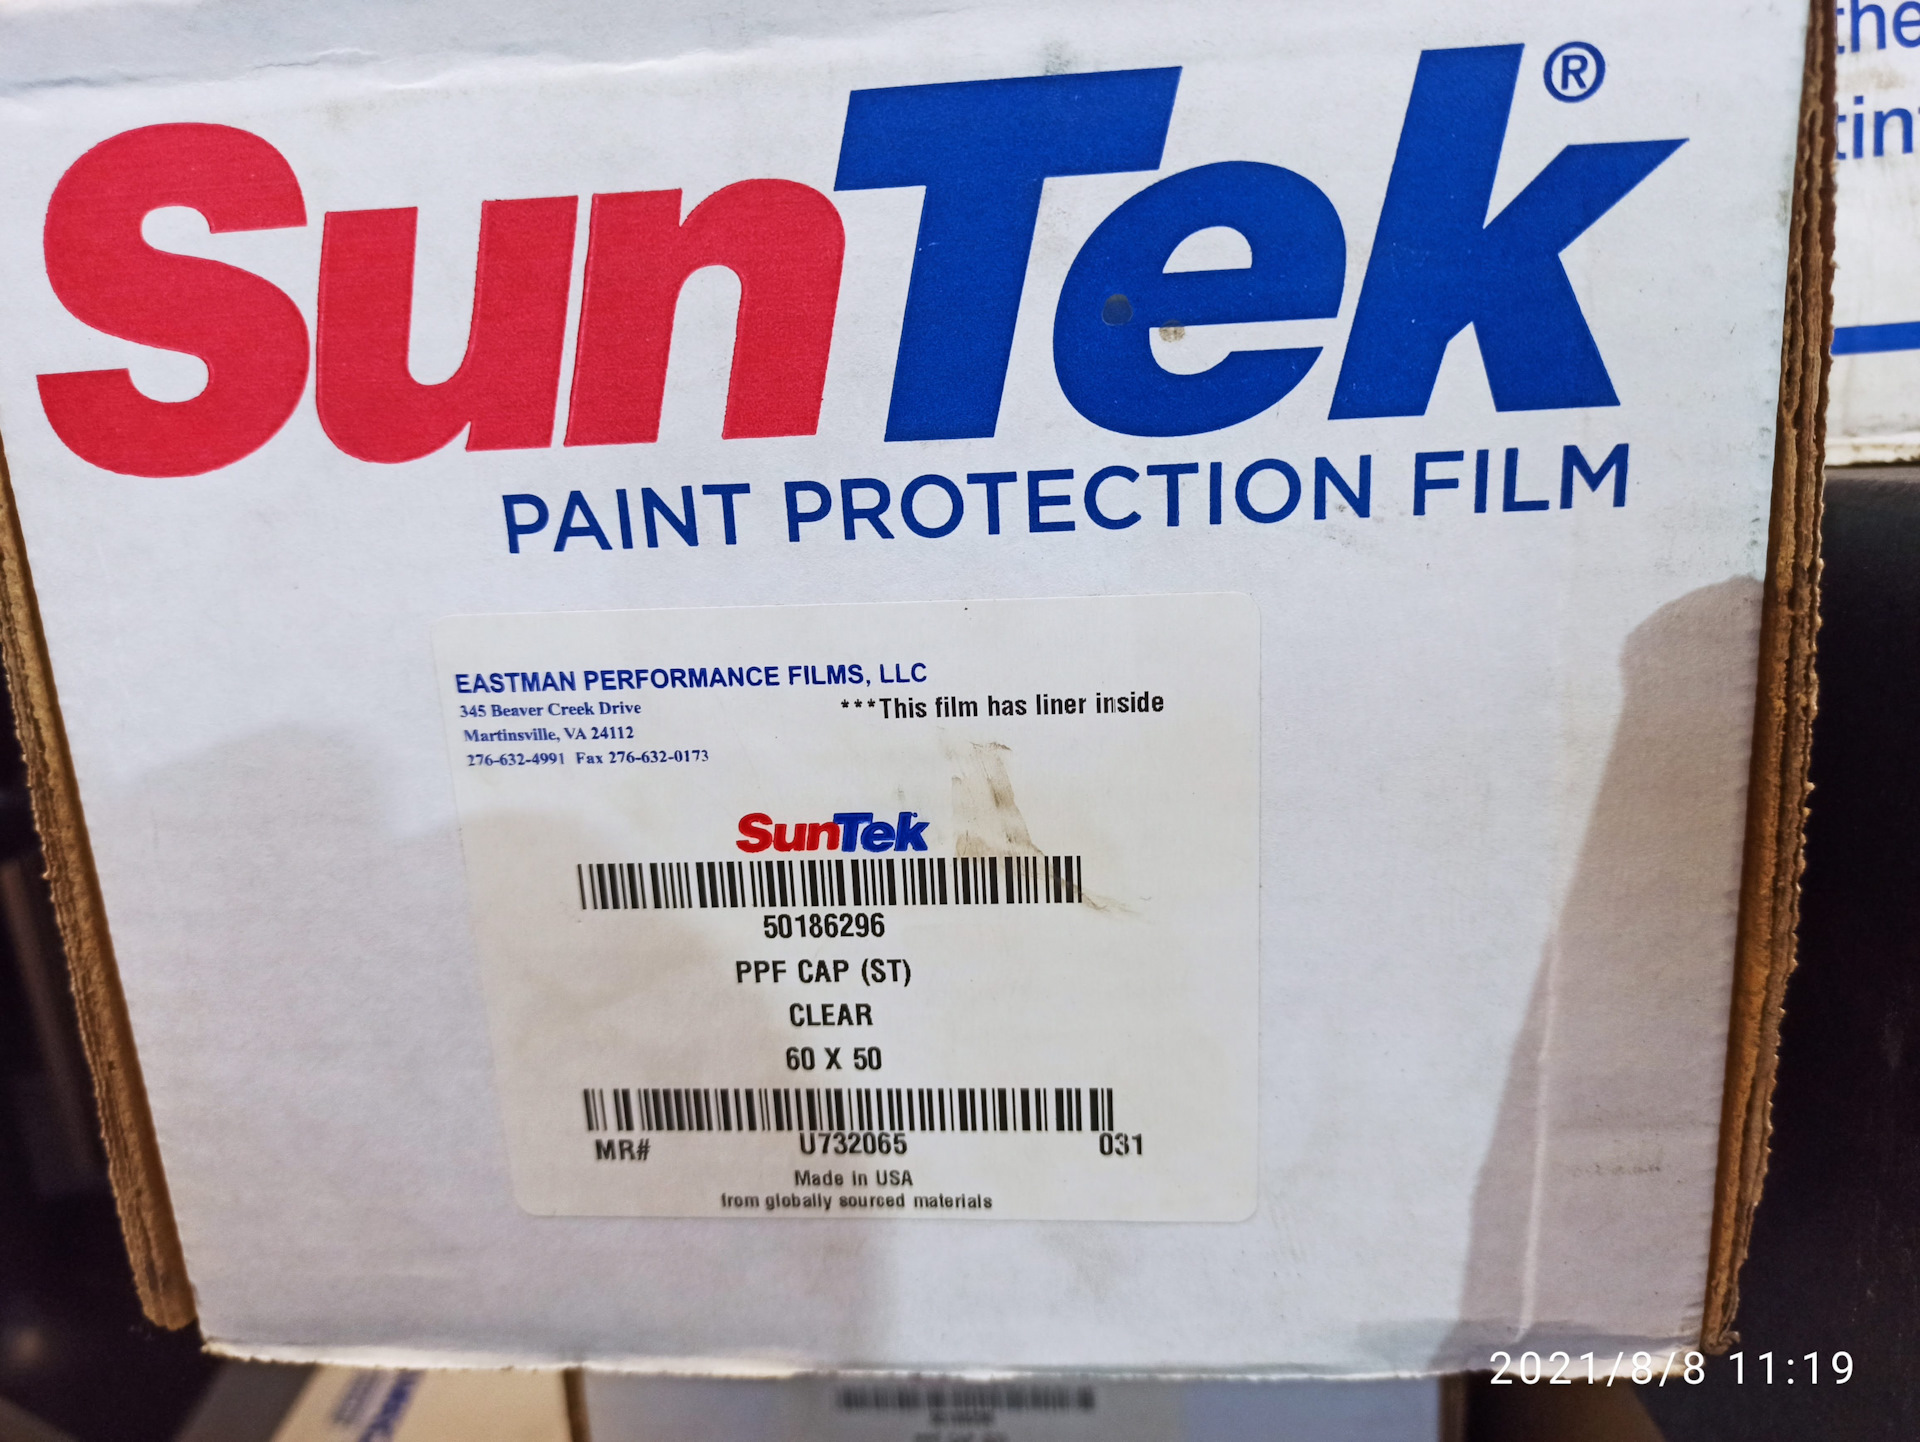 SunTek®
PAINT PROTECTION FILM
the
tin
EASTMAN PERFORMANCE FILMS, LLC
345 Beaver Creek Drive
***This film has liner inside
Martinsville, VA 24112
276-632-4991 Fax 276-632-0173
SunTek
50186296
PPF CAP (ST)
CLEAR
60 X 50
MR# U732065 031
Made in USA
from globally sourced materials
2021/8/8 11:19